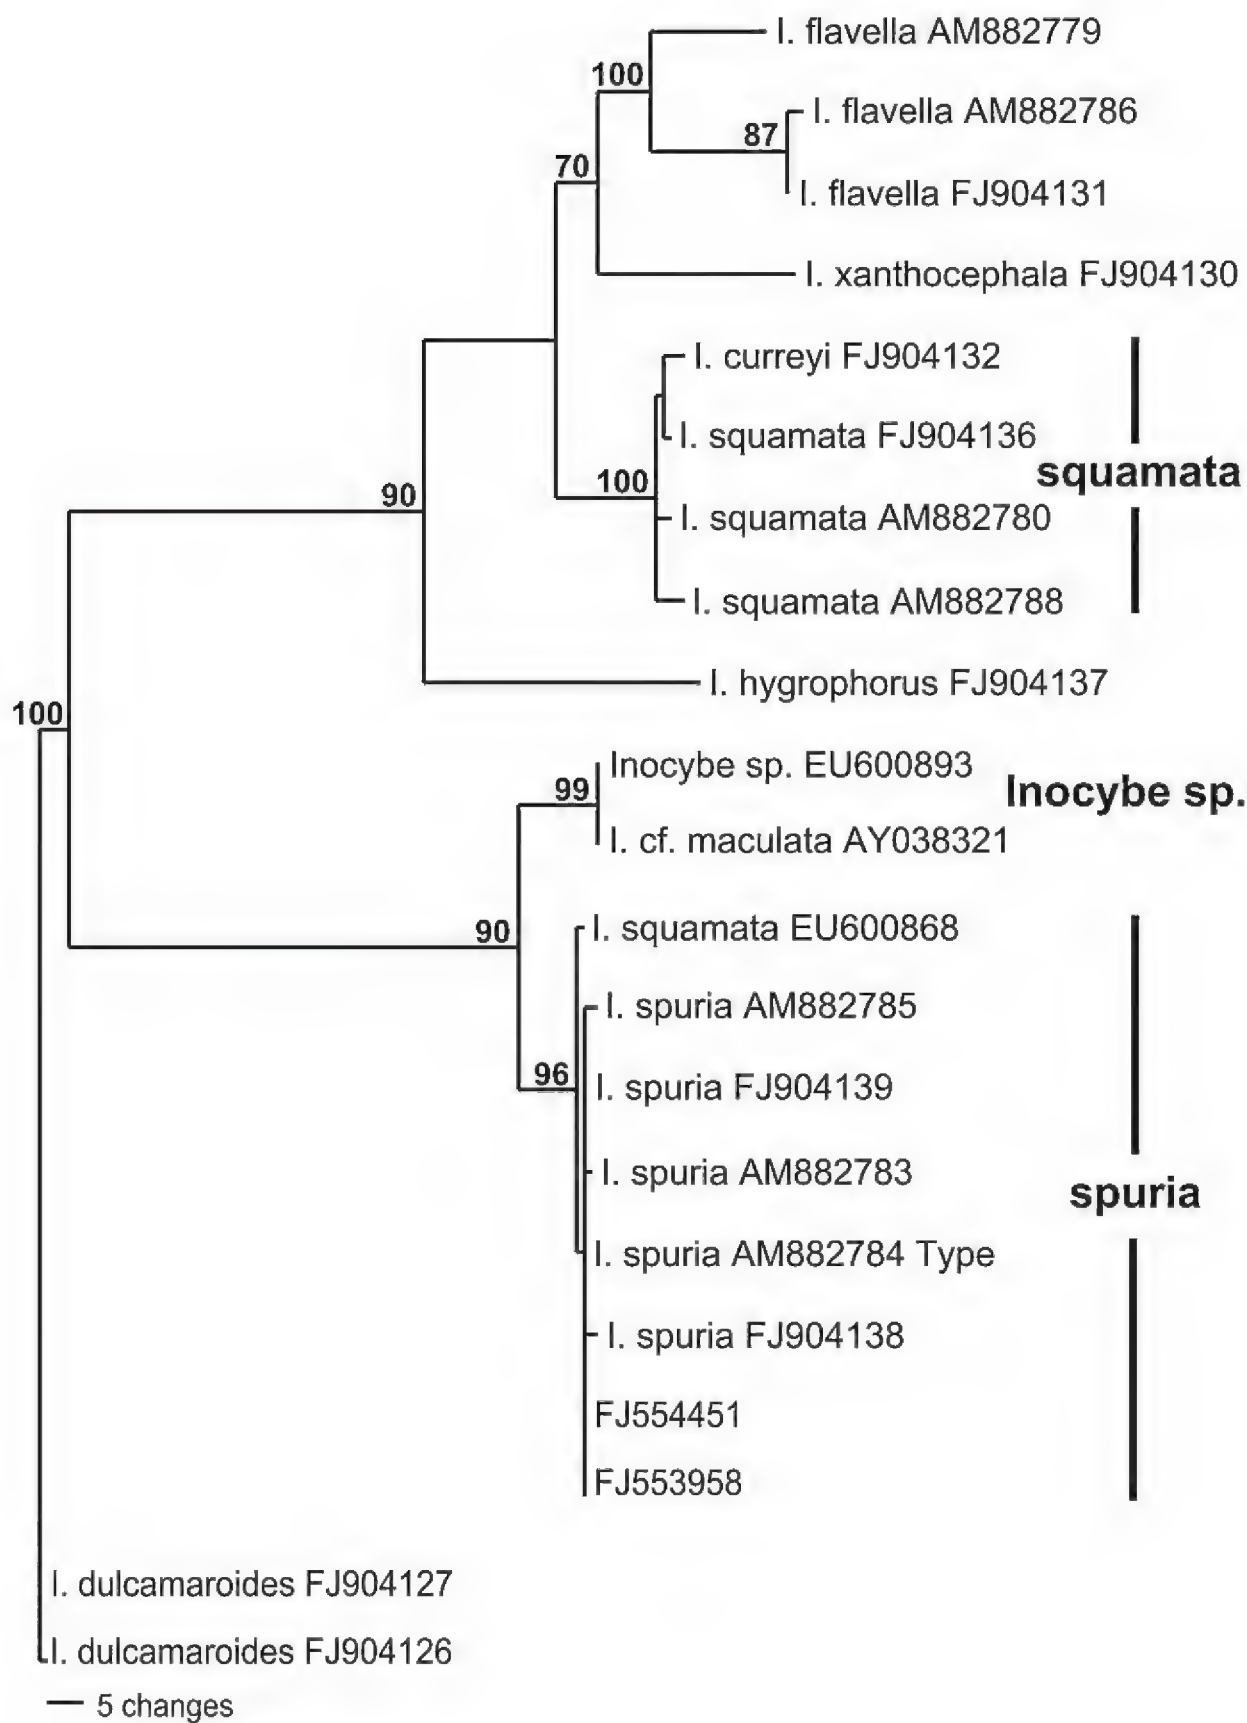 I. flavella AM882779
100
I. flavella AM882786
87
70
I. flavella FJ904131
I. xanthocephala FJ904130
I. curreyi FJ904132
I. squamata FJ904136
squamata
100
90
I. squamata AM882780
I. squamata AM882788
I. hygrophorus FJ904137
100
Inocybe sp. EU600893
99
Inocybe sp.
I. cf. maculata AY038321
90
I. squamata EU600868
I. spuria AM882785
96
I. spuria FJ904139
I. spuria AM882783
spuria
I. spuria AM882784 Type
I. spuria FJ904138
FJ554451
FJ553958
I. dulcamaroides FJ904127
I. dulcamaroides FJ904126
5 changes